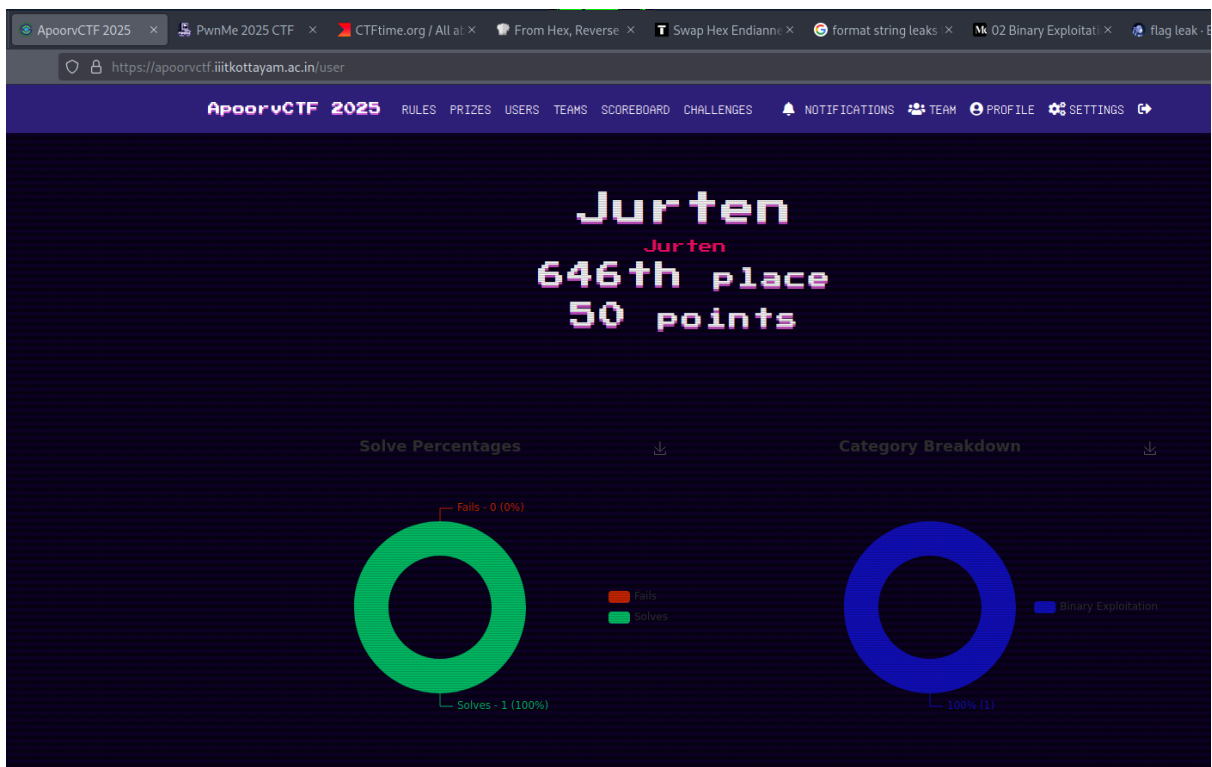 ApoorvCTF 2025 × PwnMe 2025 CTF × CTFtime.org / All ab × From Hex, Reverse × T Swap Hex Endianne × format string leaks × 02 Binary Exploitati × flag leak · E
https://apoorvctf.iiitkottayam.ac.in/user
ApoorvCTF 2025 RULES PRIZES USERS TEAMS SCOREBOARD CHALLENGES NOTIFICATIONS TEAM PROFILE SETTINGS
Jurten
Jurten
646th place
50 points
Solve Percentages Category Breakdown
Fails - 0 (0%)
Fails
Solves
Binary Exploitation
Solves - 1 (100%)
100% (1)